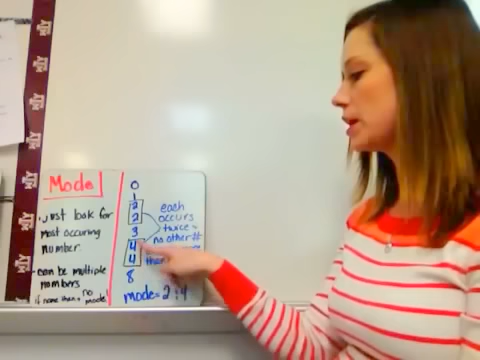 Mode
· Just look for
most occuring
number.
· can be multiple
numbers
if none then = no
mode!
0
1
2
2
3
4
4
8
each
occurs
twice =
no other #
than
mode = 2 : 4